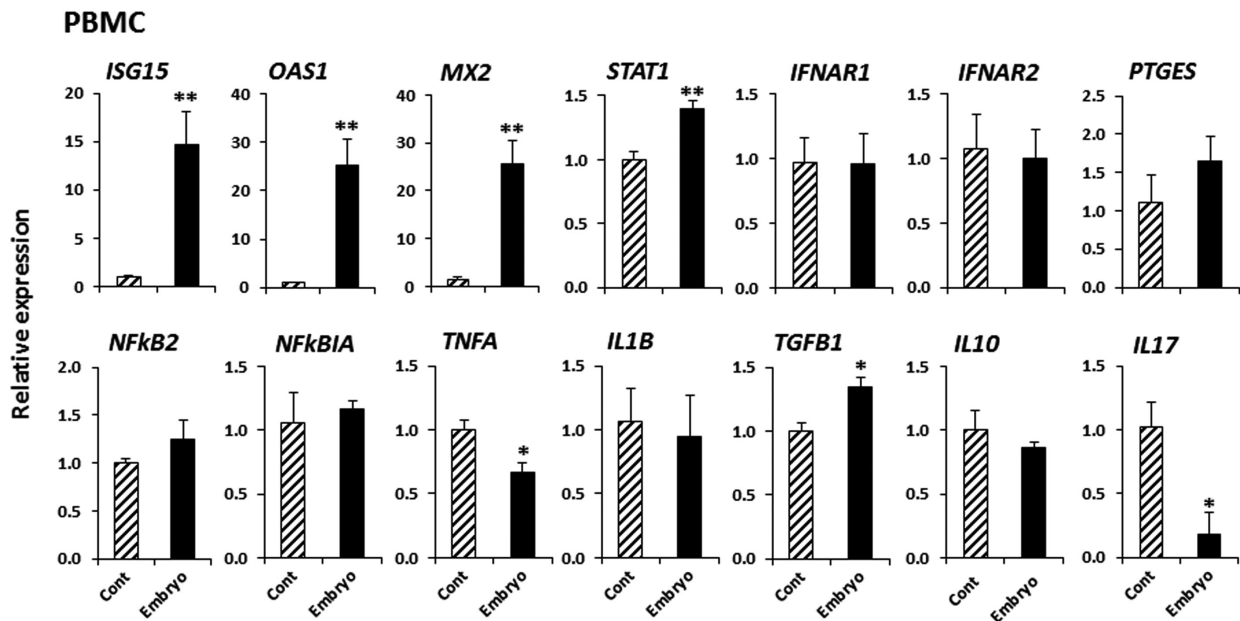 PBMC
ISG15 OAS1 MX2 STAT1 IFNAR1 IFNAR2 PTGES
20 15 10 5 0 **
40 30 20 10 0 **
40 30 20 10 0 **
1.5 1.0 0.5 0.0 **
1.5 1.0 0.5 0.0
1.5 1.0 0.5 0.0
2.5 2.0 1.5 1.0 0.5 0.0
Relative expression
NFkB2 NFkBIA TNFA IL1B TGFB1 IL10 IL17
2.0 1.5 1.0 0.5 0.0
1.5 1.0 0.5 0.0
1.5 1.0 0.5 0.0 *
1.5 1.0 0.5 0.0
1.5 1.0 0.5 0.0 *
1.5 1.0 0.5 0.0
1.5 1.0 0.5 0.0 *
Cont Embryo Cont Embryo Cont Embryo Cont Embryo Cont Embryo Cont Embryo Cont Embryo